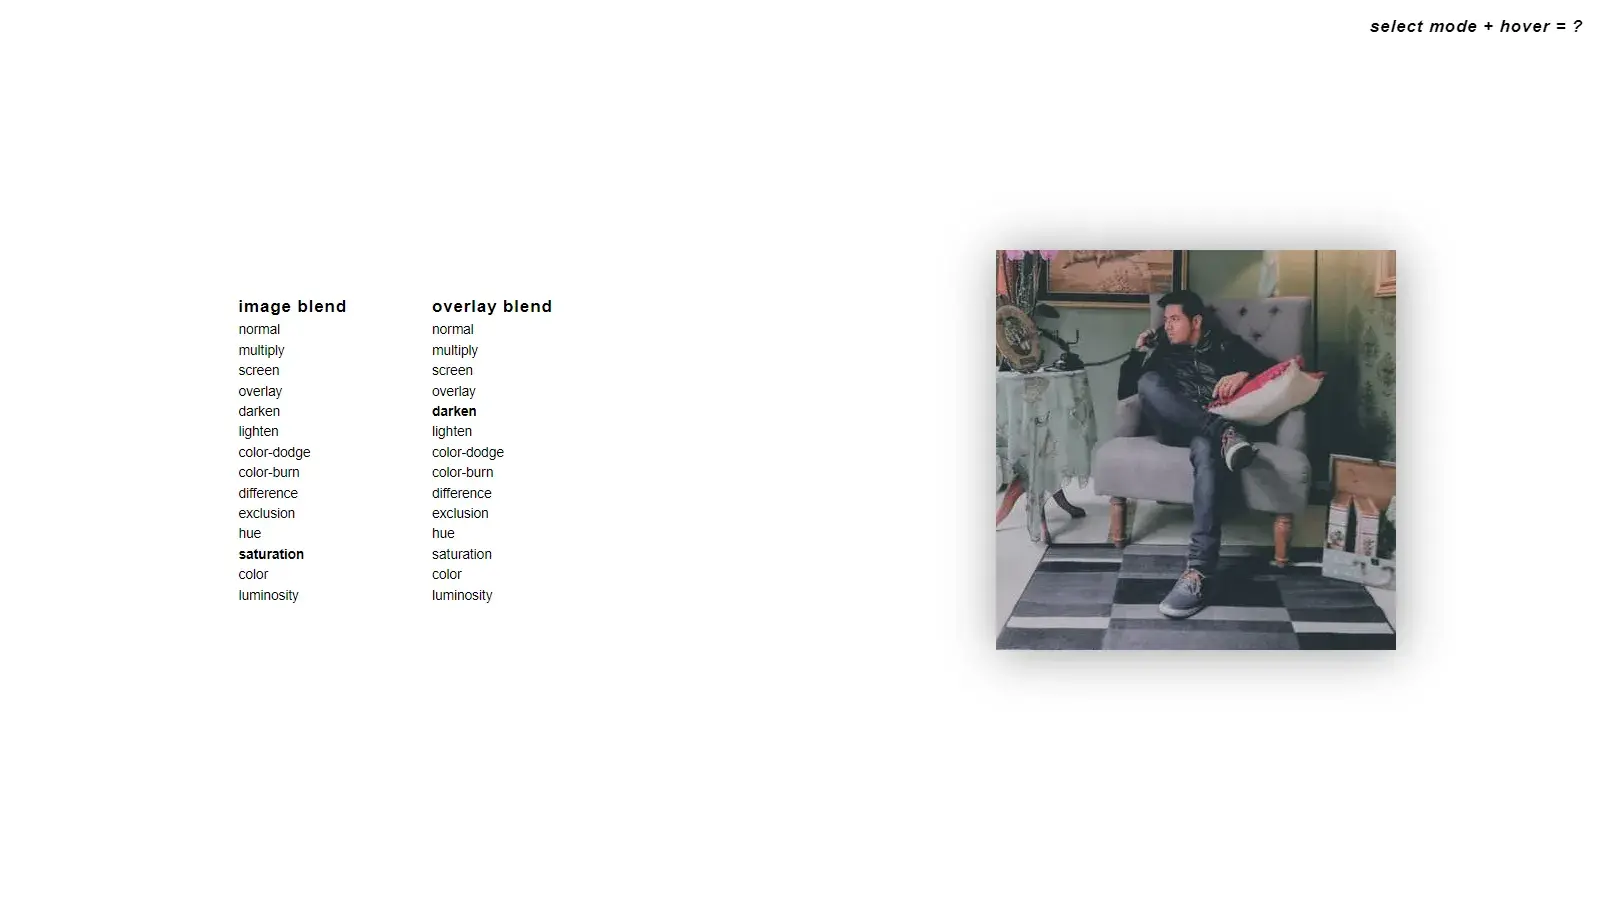 select mode + hover = ?
image blend
normal
multiply
screen
overlay
darken
lighten
color-dodge
color-burn
difference
exclusion
hue
saturation
color
luminosity
overlay blend
normal
multiply
screen
overlay
darken
lighten
color-dodge
color-burn
difference
exclusion
hue
saturation
color
luminosity